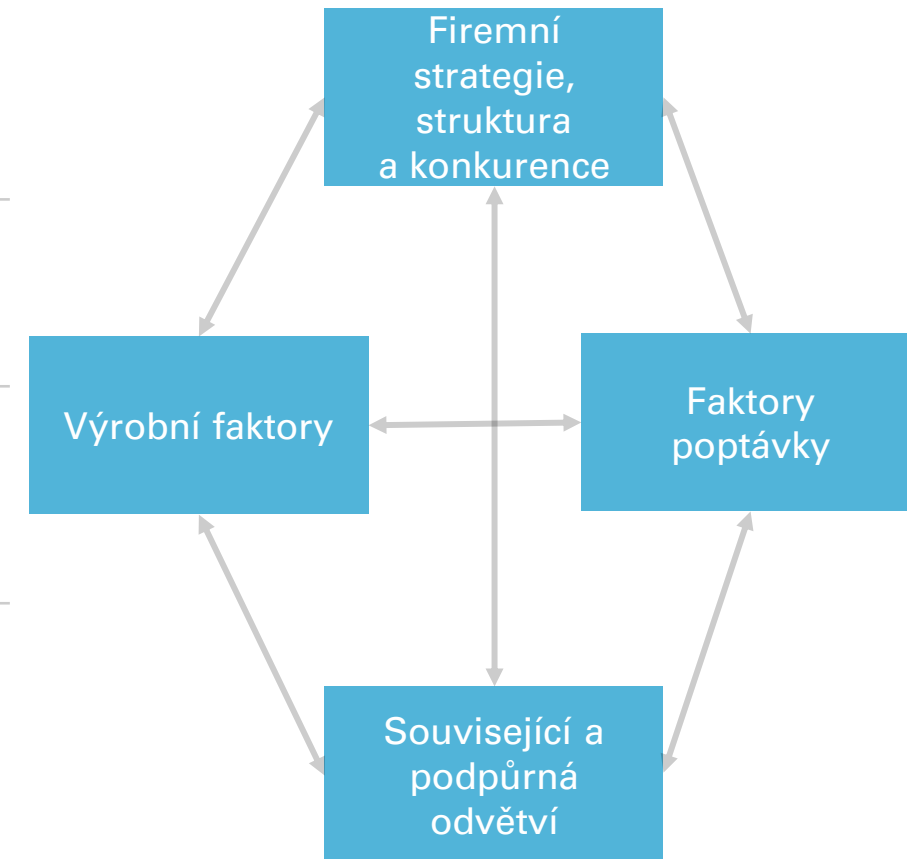 Firemní
strategie,
struktura
a konkurence
Výrobní faktory
Faktory
poptávky
Související a
podpůrná
odvětví